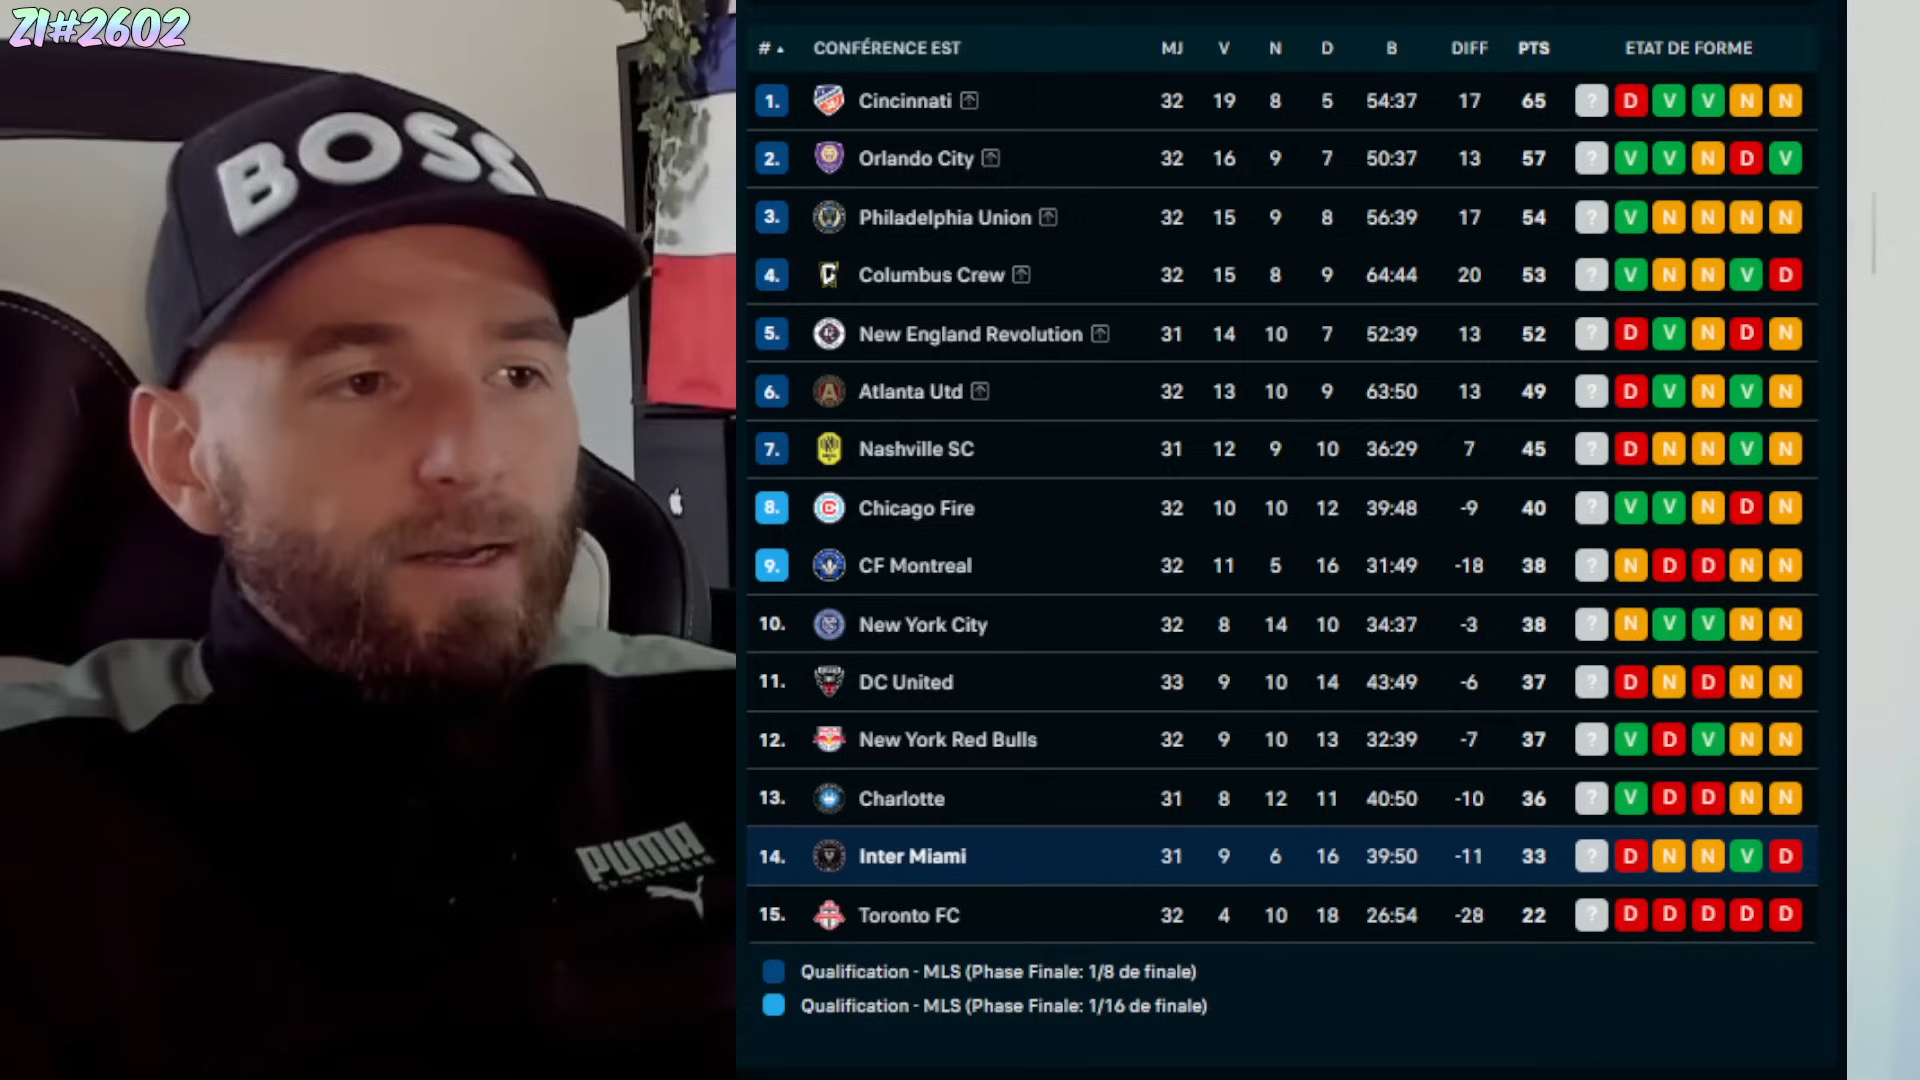 ZI#2602
BOSS
PUMA
# CONFÉRENCE EST MJ V N D B DIFF PTS ETAT DE FORME
1. Cincinnati 32 19 8 5 54:37 17 65 ? D V V N N
2. Orlando City 32 16 9 7 50:37 13 57 ? V V N D V
3. Philadelphia Union 32 15 9 8 56:39 17 54 ? V N N N N
4. Columbus Crew 32 15 8 9 64:44 20 53 ? V N N V D
5. New England Revolution 31 14 10 7 52:39 13 52 ? D V N D N
6. Atlanta Utd 32 13 10 9 63:50 13 49 ? D V N V N
7. Nashville SC 31 12 9 10 36:29 7 45 ? D N N V N
8. Chicago Fire 32 10 10 12 39:48 -9 40 ? V V N D N
9. CF Montreal 32 11 5 16 31:49 -18 38 ? N D D N N
10. New York City 32 8 14 10 34:37 -3 38 ? N V V N N
11. DC United 33 9 10 14 43:49 -6 37 ? D N D N N
12. New York Red Bulls 32 9 10 13 32:39 -7 37 ? V D V N N
13. Charlotte 31 8 12 11 40:50 -10 36 ? V D D N N
14. Inter Miami 31 9 6 16 39:50 -11 33 ? D N N V D
15. Toronto FC 32 4 10 18 26:54 -28 22 ? D D D D D
Qualification - MLS (Phase Finale: 1/8 de finale)
Qualification - MLS (Phase Finale: 1/16 de finale)